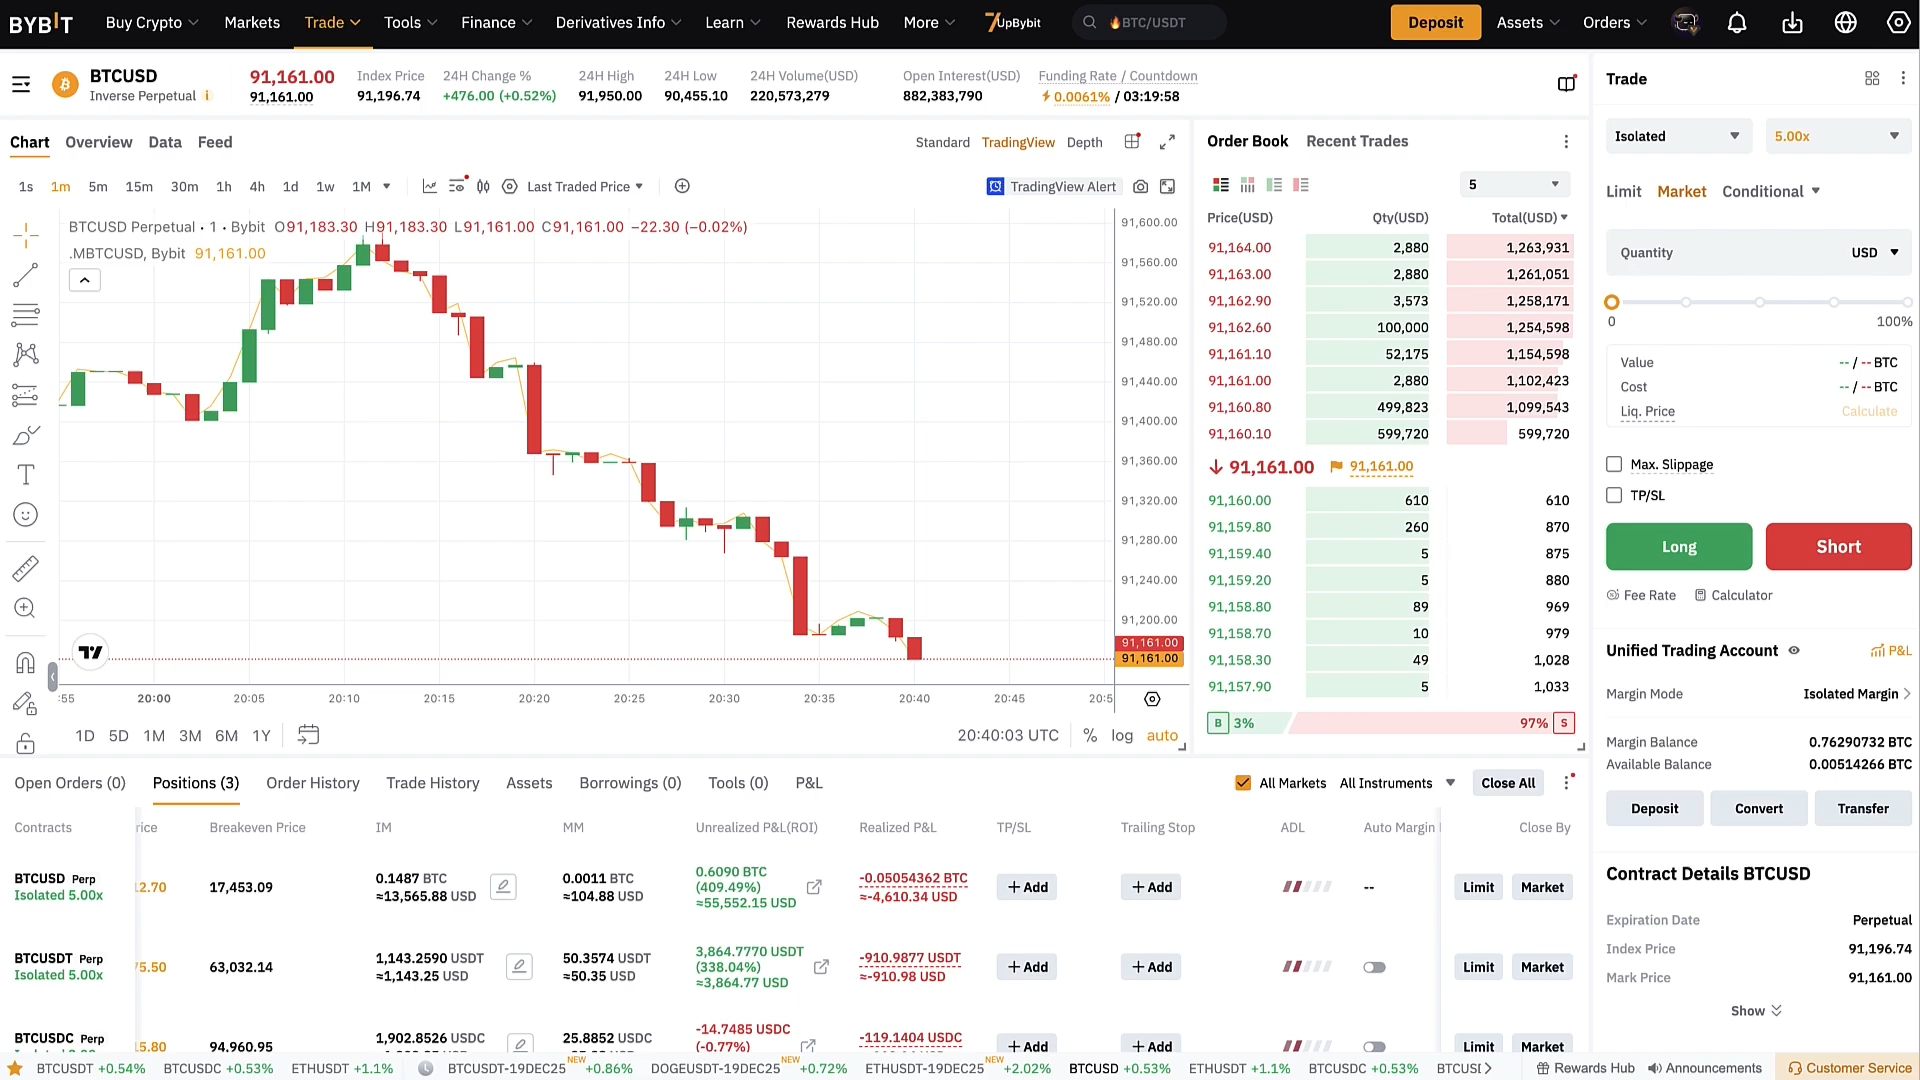 BYBIT Buy Crypto Markets Trade Tools Finance Derivatives Info Learn Rewards Hub More 7UpBybit BTC/USDT Deposit Assets Orders
BTCUSD
Inverse Perpetual
91,161.00
91,161.00
Index Price
91,196.74
24H Change %
+476.00 (+0.52%)
24H High
91,950.00
24H Low
90,455.10
24H Volume(USD)
220,573,279
Open Interest(USD)
882,383,790
Funding Rate / Countdown
0.0061% / 03:19:58
Chart Overview Data Feed
Standard TradingView Depth
1s 1m 5m 15m 30m 1h 4h 1d 1w 1M Last Traded Price TradingView Alert
BTCUSD Perpetual · 1 · Bybit O91,183.30 H91,183.30 L91,161.00 C91,161.00 −22.30 (−0.02%)
.MBTCUSD, Bybit 91,161.00
91,600.00
91,560.00
91,520.00
91,480.00
91,440.00
91,400.00
91,360.00
91,320.00
91,280.00
91,240.00
91,200.00
91,161.00
91,161.00
:55 20:00 20:05 20:10 20:15 20:20 20:25 20:30 20:35 20:40 20:45 20:5
1D 5D 1M 3M 6M 1Y 20:40:03 UTC % log auto
Order Book Recent Trades
5
Price(USD) Qty(USD) Total(USD)
91,164.00 2,880 1,263,931
91,163.00 2,880 1,261,051
91,162.90 3,573 1,258,171
91,162.60 100,000 1,254,598
91,161.10 52,175 1,154,598
91,161.00 2,880 1,102,423
91,160.80 499,823 1,099,543
91,160.10 599,720 599,720
91,161.00 91,161.00
91,160.00 610 610
91,159.80 260 870
91,159.40 5 875
91,159.20 5 880
91,158.80 89 969
91,158.70 10 979
91,158.30 49 1,028
91,157.90 5 1,033
B 3% 97% S
Trade
Isolated 5.00x
Limit Market Conditional
Quantity USD
0 100%
Value -- / -- BTC
Cost -- / -- BTC
Liq. Price Calculate
Max. Slippage
TP/SL
Long Short
Fee Rate Calculator
Unified Trading Account P&L
Margin Mode Isolated Margin
Margin Balance 0.76290732 BTC
Available Balance 0.00514266 BTC
Deposit Convert Transfer
Contract Details BTCUSD
Expiration Date Perpetual
Index Price 91,196.74
Mark Price 91,161.00
Show
Open Orders (0) Positions (3) Order History Trade History Assets Borrowings (0) Tools (0) P&L All Markets All Instruments Close All
Contracts rice Breakeven Price IM MM Unrealized P&L(ROI) Realized P&L TP/SL Trailing Stop ADL Auto Margin Close By
BTCUSD Perp
Isolated 5.00x
2.70 17,453.09
0.1487 BTC
≈13,565.88 USD
0.0011 BTC
≈104.88 USD
0.6090 BTC
(409.49%)
≈55,552.15 USD
-0.05054362 BTC
≈-4,610.34 USD
+ Add + Add -- Limit Market
BTCUSDT Perp
Isolated 5.00x
5.50 63,032.14
1,143.2590 USDT
≈1,143.25 USD
50.3574 USDT
≈50.35 USD
3,864.7770 USDT
(338.04%)
≈3,864.77 USD
-910.9877 USDT
≈-910.98 USD
+ Add + Add Limit Market
BTCUSDC Perp
5.80 94,960.95
1,902.8526 USDC
25.8852 USDC
-14.7485 USDC
(-0.77%)
-119.1404 USDC
+ Add + Add Limit Market
BTCUSDT +0.54% BTCUSDC +0.53% ETHUSDT +1.1% BTCUSDT-19DEC25 NEW +0.86% DOGEUSDT-19DEC25 NEW +0.72% ETHUSDT-19DEC25 NEW +2.02% BTCUSD +0.53% ETHUSDT +1.1% BTCUSDC +0.53% BTCUSI Rewards Hub Announcements Customer Service